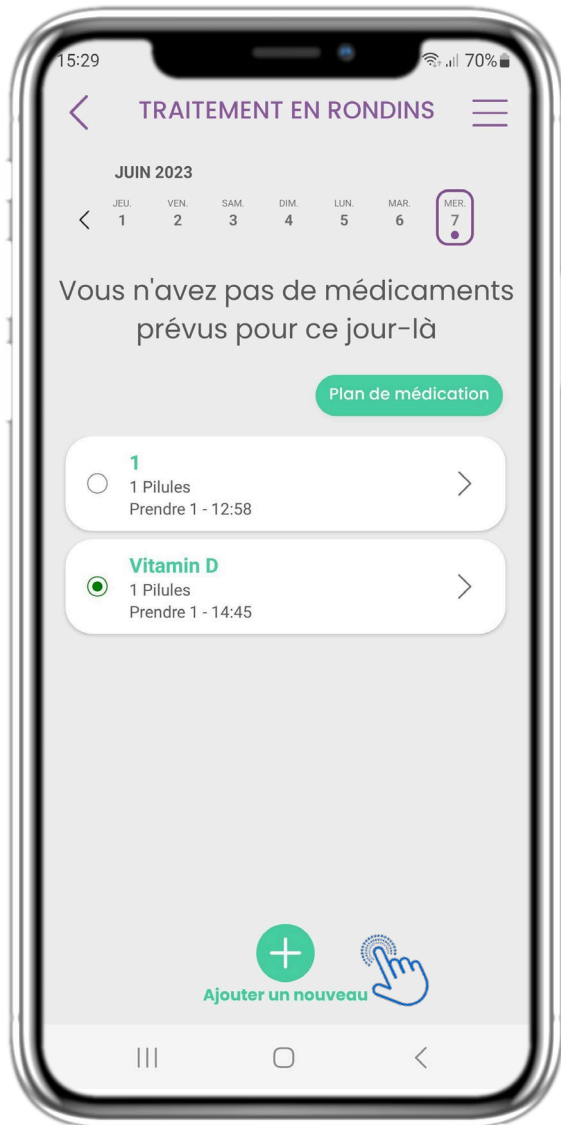 15:29
70%
TRAITEMENT EN RONDINS
JUIN 2023
JEU. VEN. SAM. DIM. LUN. MAR. MER.
1 2 3 4 5 6 7
Vous n'avez pas de médicaments
prévus pour ce jour-là
Plan de médication
1
1 Pilules
Prendre 1 - 12:58
Vitamin D
1 Pilules
Prendre 1 - 14:45
Ajouter un nouveau